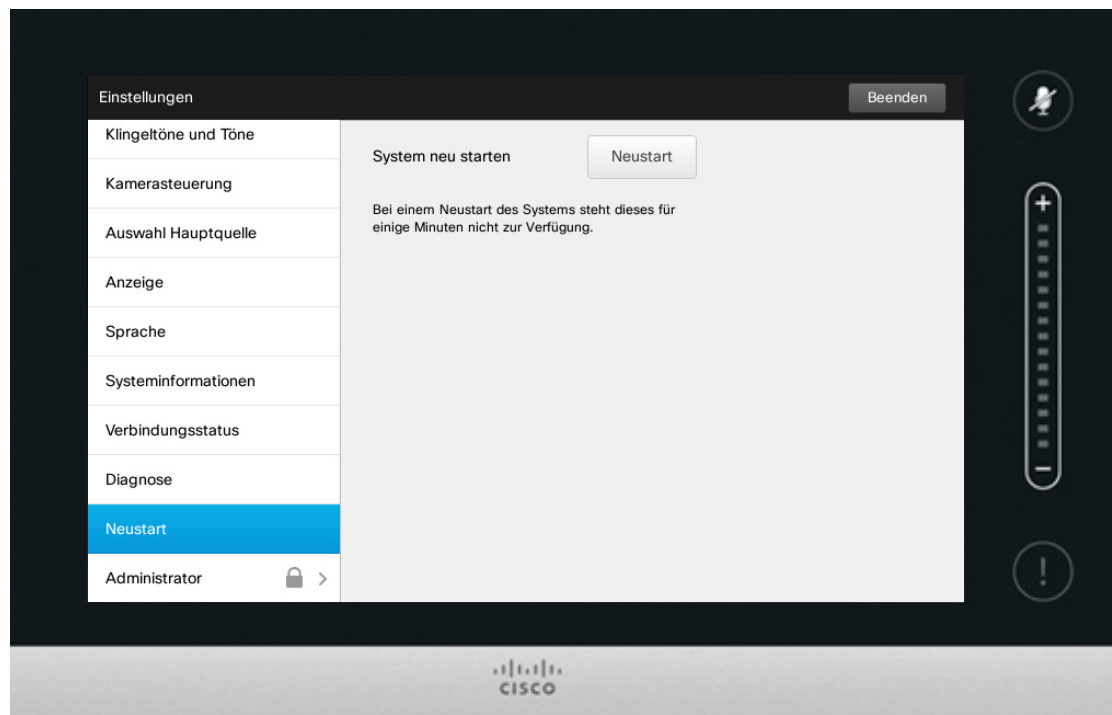 Einstellungen
Beenden
Klingeltöne und Töne
Kamerasteuerung
Auswahl Hauptquelle
Anzeige
Sprache
Systeminformationen
Verbindungsstatus
Diagnose
Neustart
Administrator
System neu starten
Neustart
Bei einem Neustart des Systems steht dieses für
einige Minuten nicht zur Verfügung.
+
−
!
CISCO